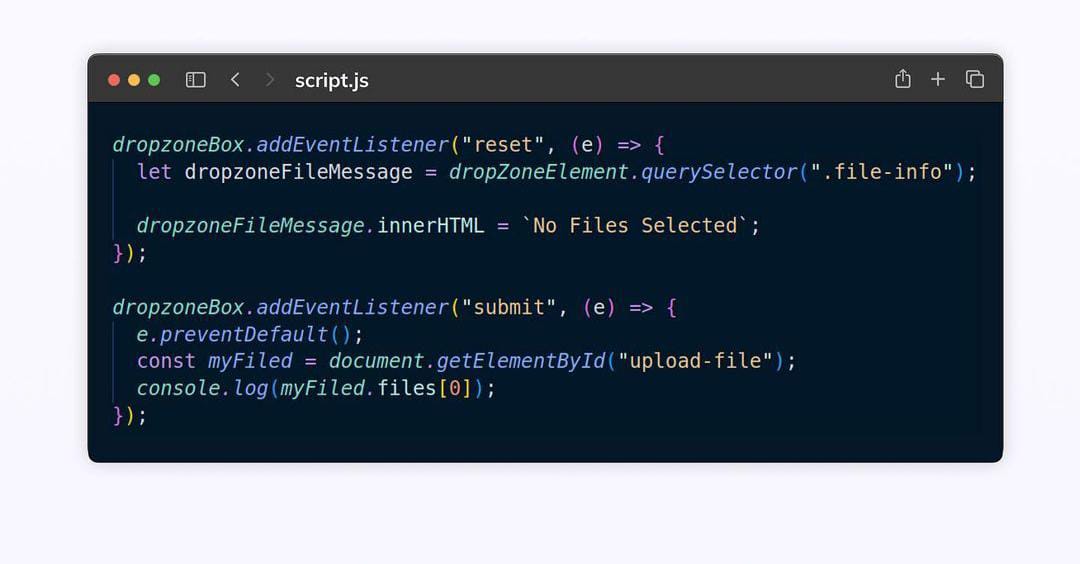 script.js
dropzoneBox.addEventListener("reset", (e) => {
  let dropzoneFileMessage = dropZoneElement.querySelector(".file-info");

  dropzoneFileMessage.innerHTML = `No Files Selected`;
});

dropzoneBox.addEventListener("submit", (e) => {
  e.preventDefault();
  const myFiled = document.getElementById("upload-file");
  console.log(myFiled.files[0]);
});